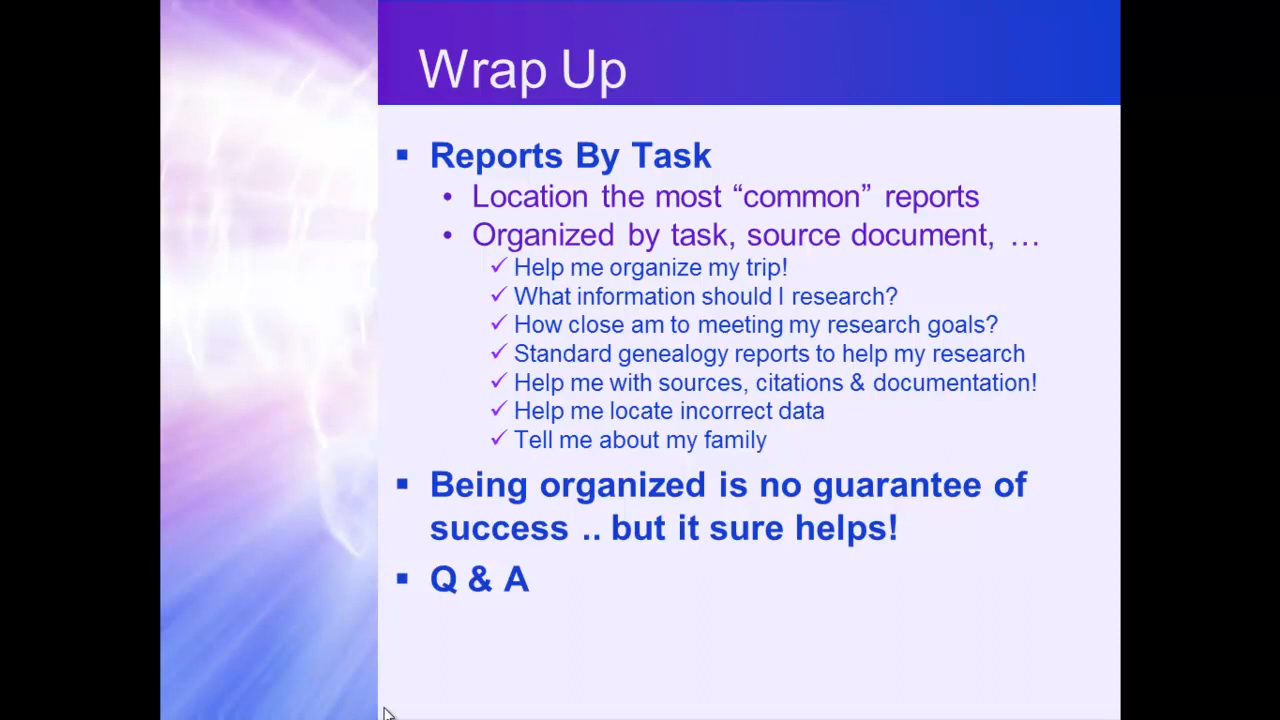 Wrap Up
Reports By Task
Location the most “common” reports
Organized by task, source document, …
Help me organize my trip!
What information should I research?
How close am to meeting my research goals?
Standard genealogy reports to help my research
Help me with sources, citations & documentation!
Help me locate incorrect data
Tell me about my family
Being organized is no guarantee of
success .. but it sure helps!
Q & A